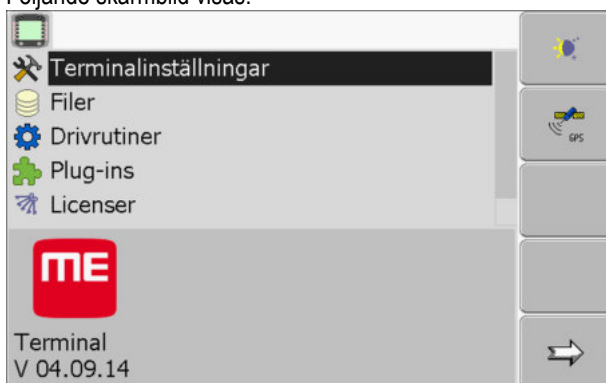 Följande skärmbild visas:
Terminalinställningar
Filer
Drivrutiner
Plug-ins
Licenser
GPS
ME
Terminal
V 04.09.14